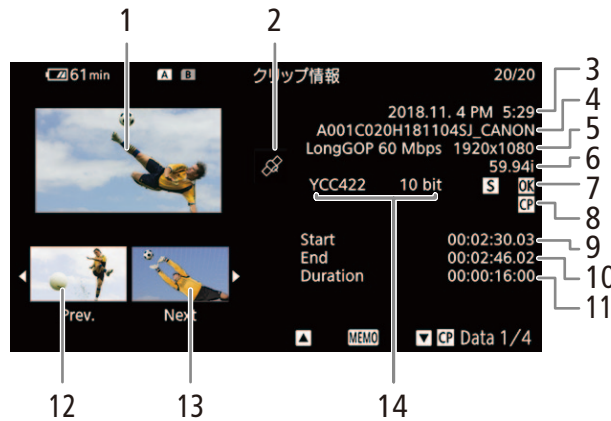 1 2
61min A B クリップ情報 20/20
3
2018.11. 4 PM 5:29
4
A001C020H181104SJ_CANON
5
LongGOP 60 Mbps 1920x1080
6
59.94i
7
YCC422 10 bit S OK
8
CP
Start 00:02:30.03
9
End 00:02:46.02
10
Duration 00:00:16:00
11
Prev. Next
MEMO CP Data 1/4
12 13 14